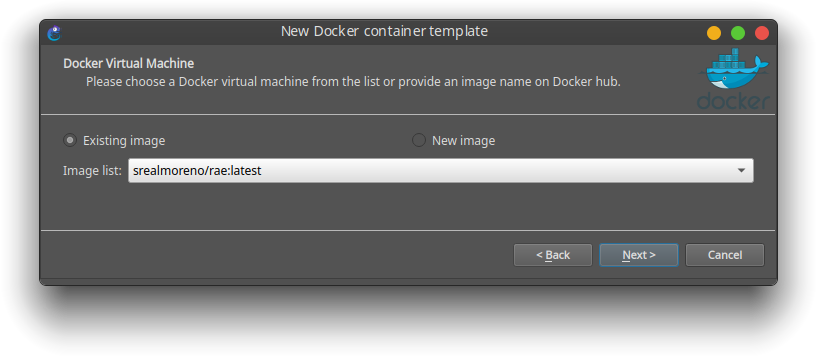 New Docker container template
Docker Virtual Machine
Please choose a Docker virtual machine from the list or provide an image name on Docker hub.
docker
Existing image
New image
Image list: srealmoreno/rae:latest
< Back
Next >
Cancel